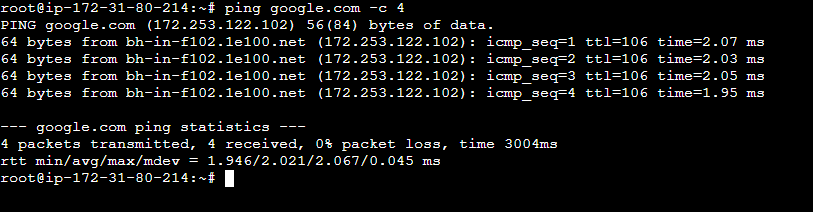 root@ip-172-31-80-214:~# ping google.com -c 4
PING google.com (172.253.122.102) 56(84) bytes of data.
64 bytes from bh-in-f102.1e100.net (172.253.122.102): icmp_seq=1 ttl=106 time=2.07 ms
64 bytes from bh-in-f102.1e100.net (172.253.122.102): icmp_seq=2 ttl=106 time=2.03 ms
64 bytes from bh-in-f102.1e100.net (172.253.122.102): icmp_seq=3 ttl=106 time=2.05 ms
64 bytes from bh-in-f102.1e100.net (172.253.122.102): icmp_seq=4 ttl=106 time=1.95 ms
--- google.com ping statistics ---
4 packets transmitted, 4 received, 0% packet loss, time 3004ms
rtt min/avg/max/mdev = 1.946/2.021/2.067/0.045 ms
root@ip-172-31-80-214:~#